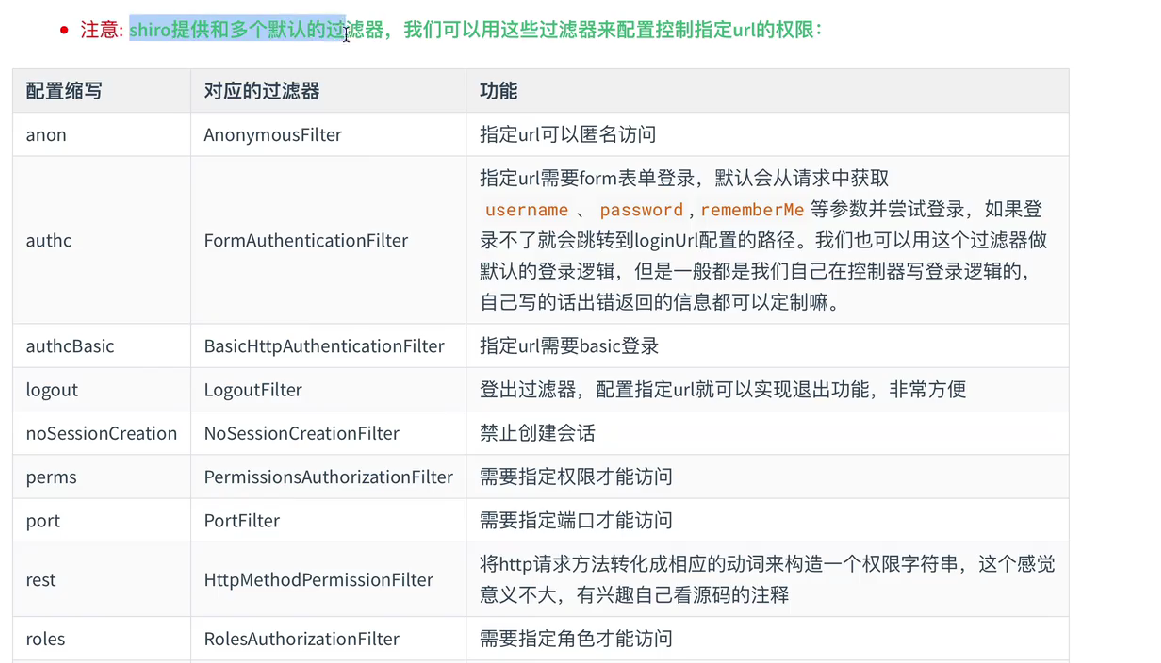 注意: shiro提供和多个默认的过滤器，我们可以用这些过滤器来配置控制指定url的权限：
配置缩写 对应的过滤器 功能
anon AnonymousFilter 指定url可以匿名访问
authc FormAuthenticationFilter 指定url需要form表单登录，默认会从请求中获取
username 、 password , rememberMe 等参数并尝试登录，如果登
录不了就会跳转到loginUrl配置的路径。我们也可以用这个过滤器做
默认的登录逻辑，但是一般都是我们自己在控制器写登录逻辑的，
自己写的话出错返回的信息都可以定制嘛。
authcBasic BasicHttpAuthenticationFilter 指定url需要basic登录
logout LogoutFilter 登出过滤器，配置指定url就可以实现退出功能，非常方便
noSessionCreation NoSessionCreationFilter 禁止创建会话
perms PermissionsAuthorizationFilter 需要指定权限才能访问
port PortFilter 需要指定端口才能访问
rest HttpMethodPermissionFilter 将http请求方法转化成相应的动词来构造一个权限字符串，这个感觉
意义不大，有兴趣自己看源码的注释
roles RolesAuthorizationFilter 需要指定角色才能访问